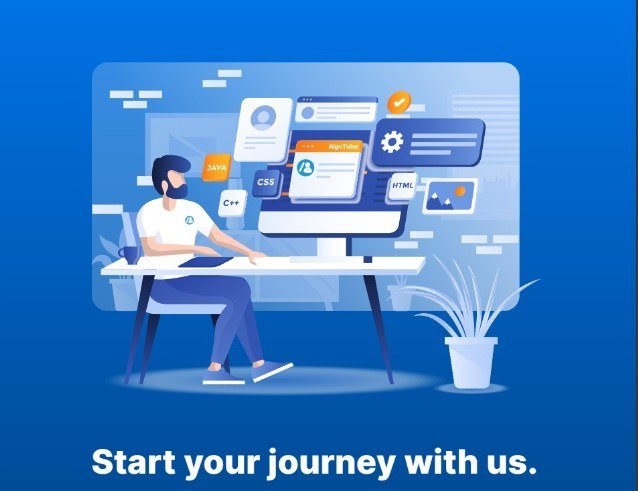 AlgoTutor
JAVA
CSS
HTML
C++
Start your journey with us.